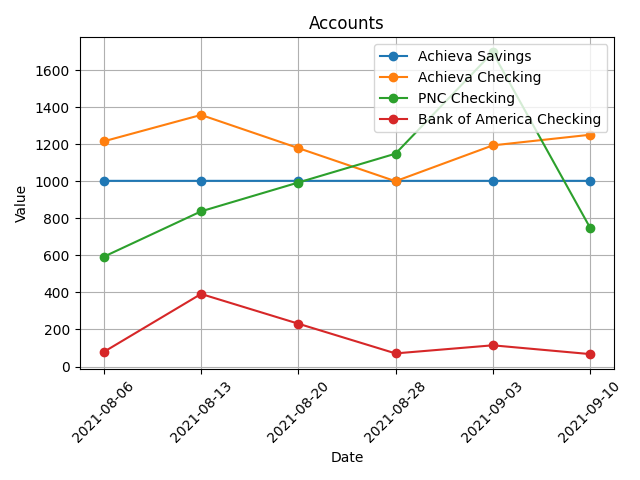 Accounts
Achieva Savings
Achieva Checking
PNC Checking
Bank of America Checking
Value
1600
1400
1200
1000
800
600
400
200
0
2021-08-06
2021-08-13
2021-08-20
2021-08-28
2021-09-03
2021-09-10
Date